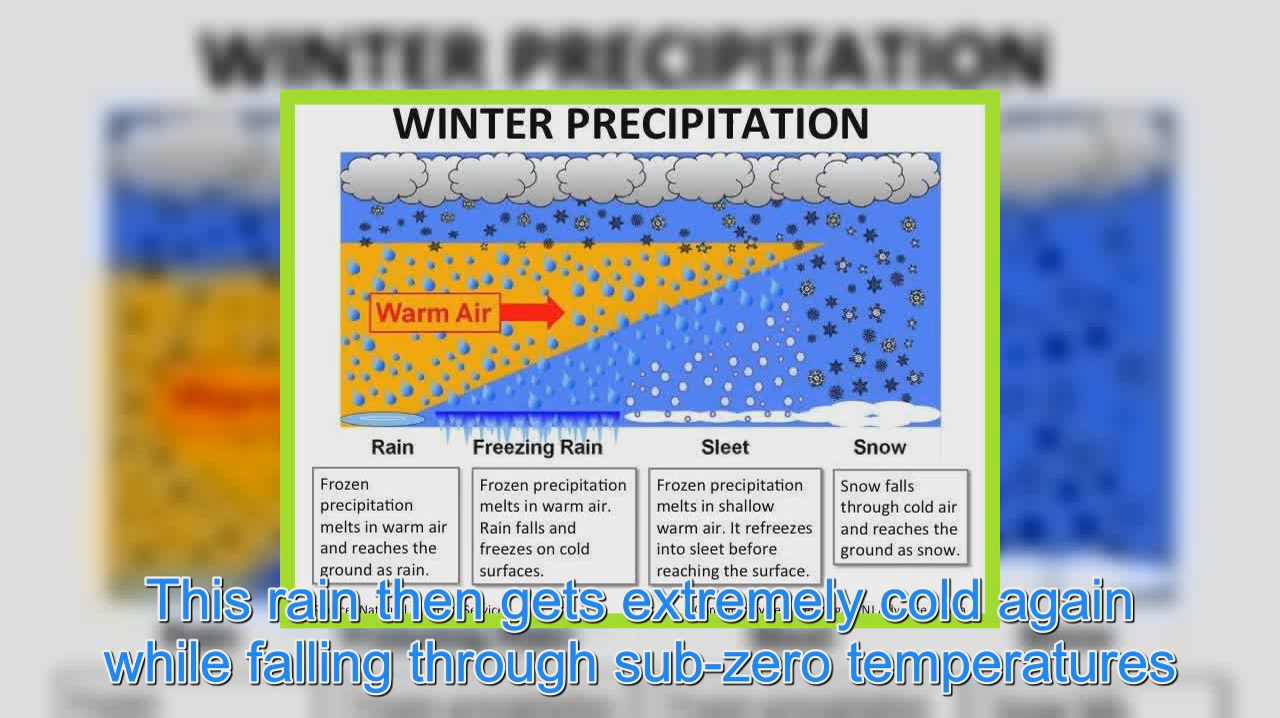 WINTER PRECIPITATION
WINTER PRECIPITATION
Warm Air
Rain
Freezing Rain
Sleet
Snow
Frozen
precipitation
melts in warm air
and reaches the
ground as rain.
Frozen precipitation
melts in warm air.
Rain falls and
freezes on cold
surfaces.
Frozen precipitation
melts in shallow
warm air. It refreezes
into sleet before
reaching the surface.
Snow falls
through cold air
and reaches the
ground as snow.
This rain then gets extremely cold again
while falling through sub-zero temperatures